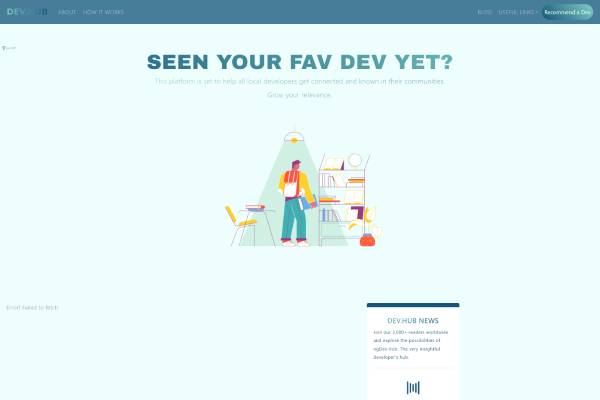 DEV.HUB
ABOUT
HOW IT WORKS
BLOG
USEFUL LINKS
Recommend a Dev
SEEN YOUR FAV DEV YET?
This platform is set to help all local developers get connected and known in their communities.
Grow your relevance.
Error! Failed to fetch
DEV.HUB NEWS
Join our 3,000+ readers worldwide
and explore the possibilities of
ngDev Hub. The very insightful
developer's hub.